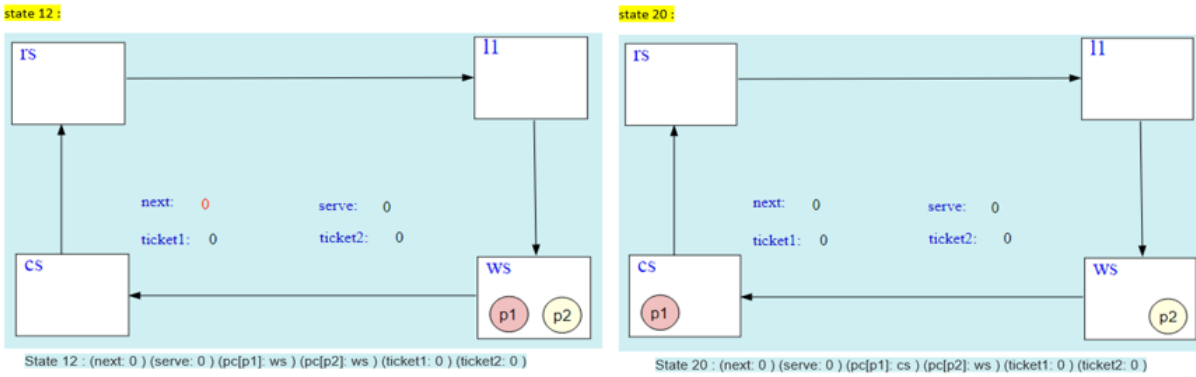 state 12 :
rs
l1
next: 0
serve: 0
ticket1: 0
ticket2: 0
cs
ws
p1
p2
State 12 : (next: 0 ) (serve: 0 ) (pc[p1]: ws ) (pc[p2]: ws ) (ticket1: 0 ) (ticket2: 0 )
state 20 :
rs
l1
next: 0
serve: 0
ticket1: 0
ticket2: 0
cs
ws
p1
p2
State 20 : (next: 0 ) (serve: 0 ) (pc[p1]: cs ) (pc[p2]: ws ) (ticket1: 0 ) (ticket2: 0 )